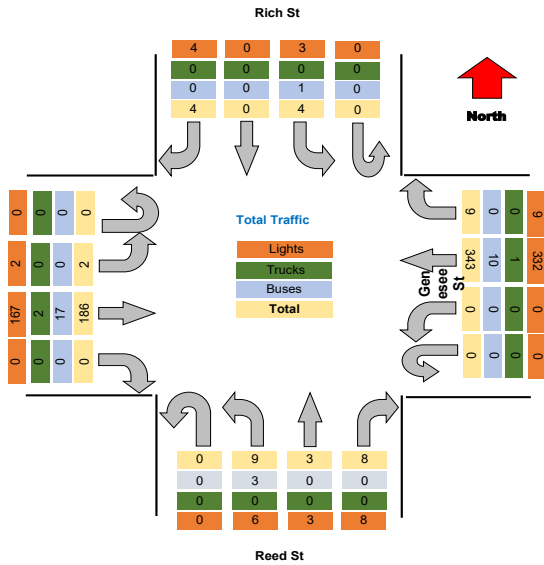 Rich St
4 0 3 0
0 0 0 0
0 0 1 0
4 0 4 0
North
0 0 0 0
2 0 0 2
167 2 17 186
0 0 0 0
Total Traffic
Lights
Trucks
Buses
Total
Gen
esee
St
9 0 0 9
343 10 1 332
0 0 0 0
0 0 0 0
0 9 3 8
0 3 0 0
0 0 0 0
0 6 3 8
Reed St